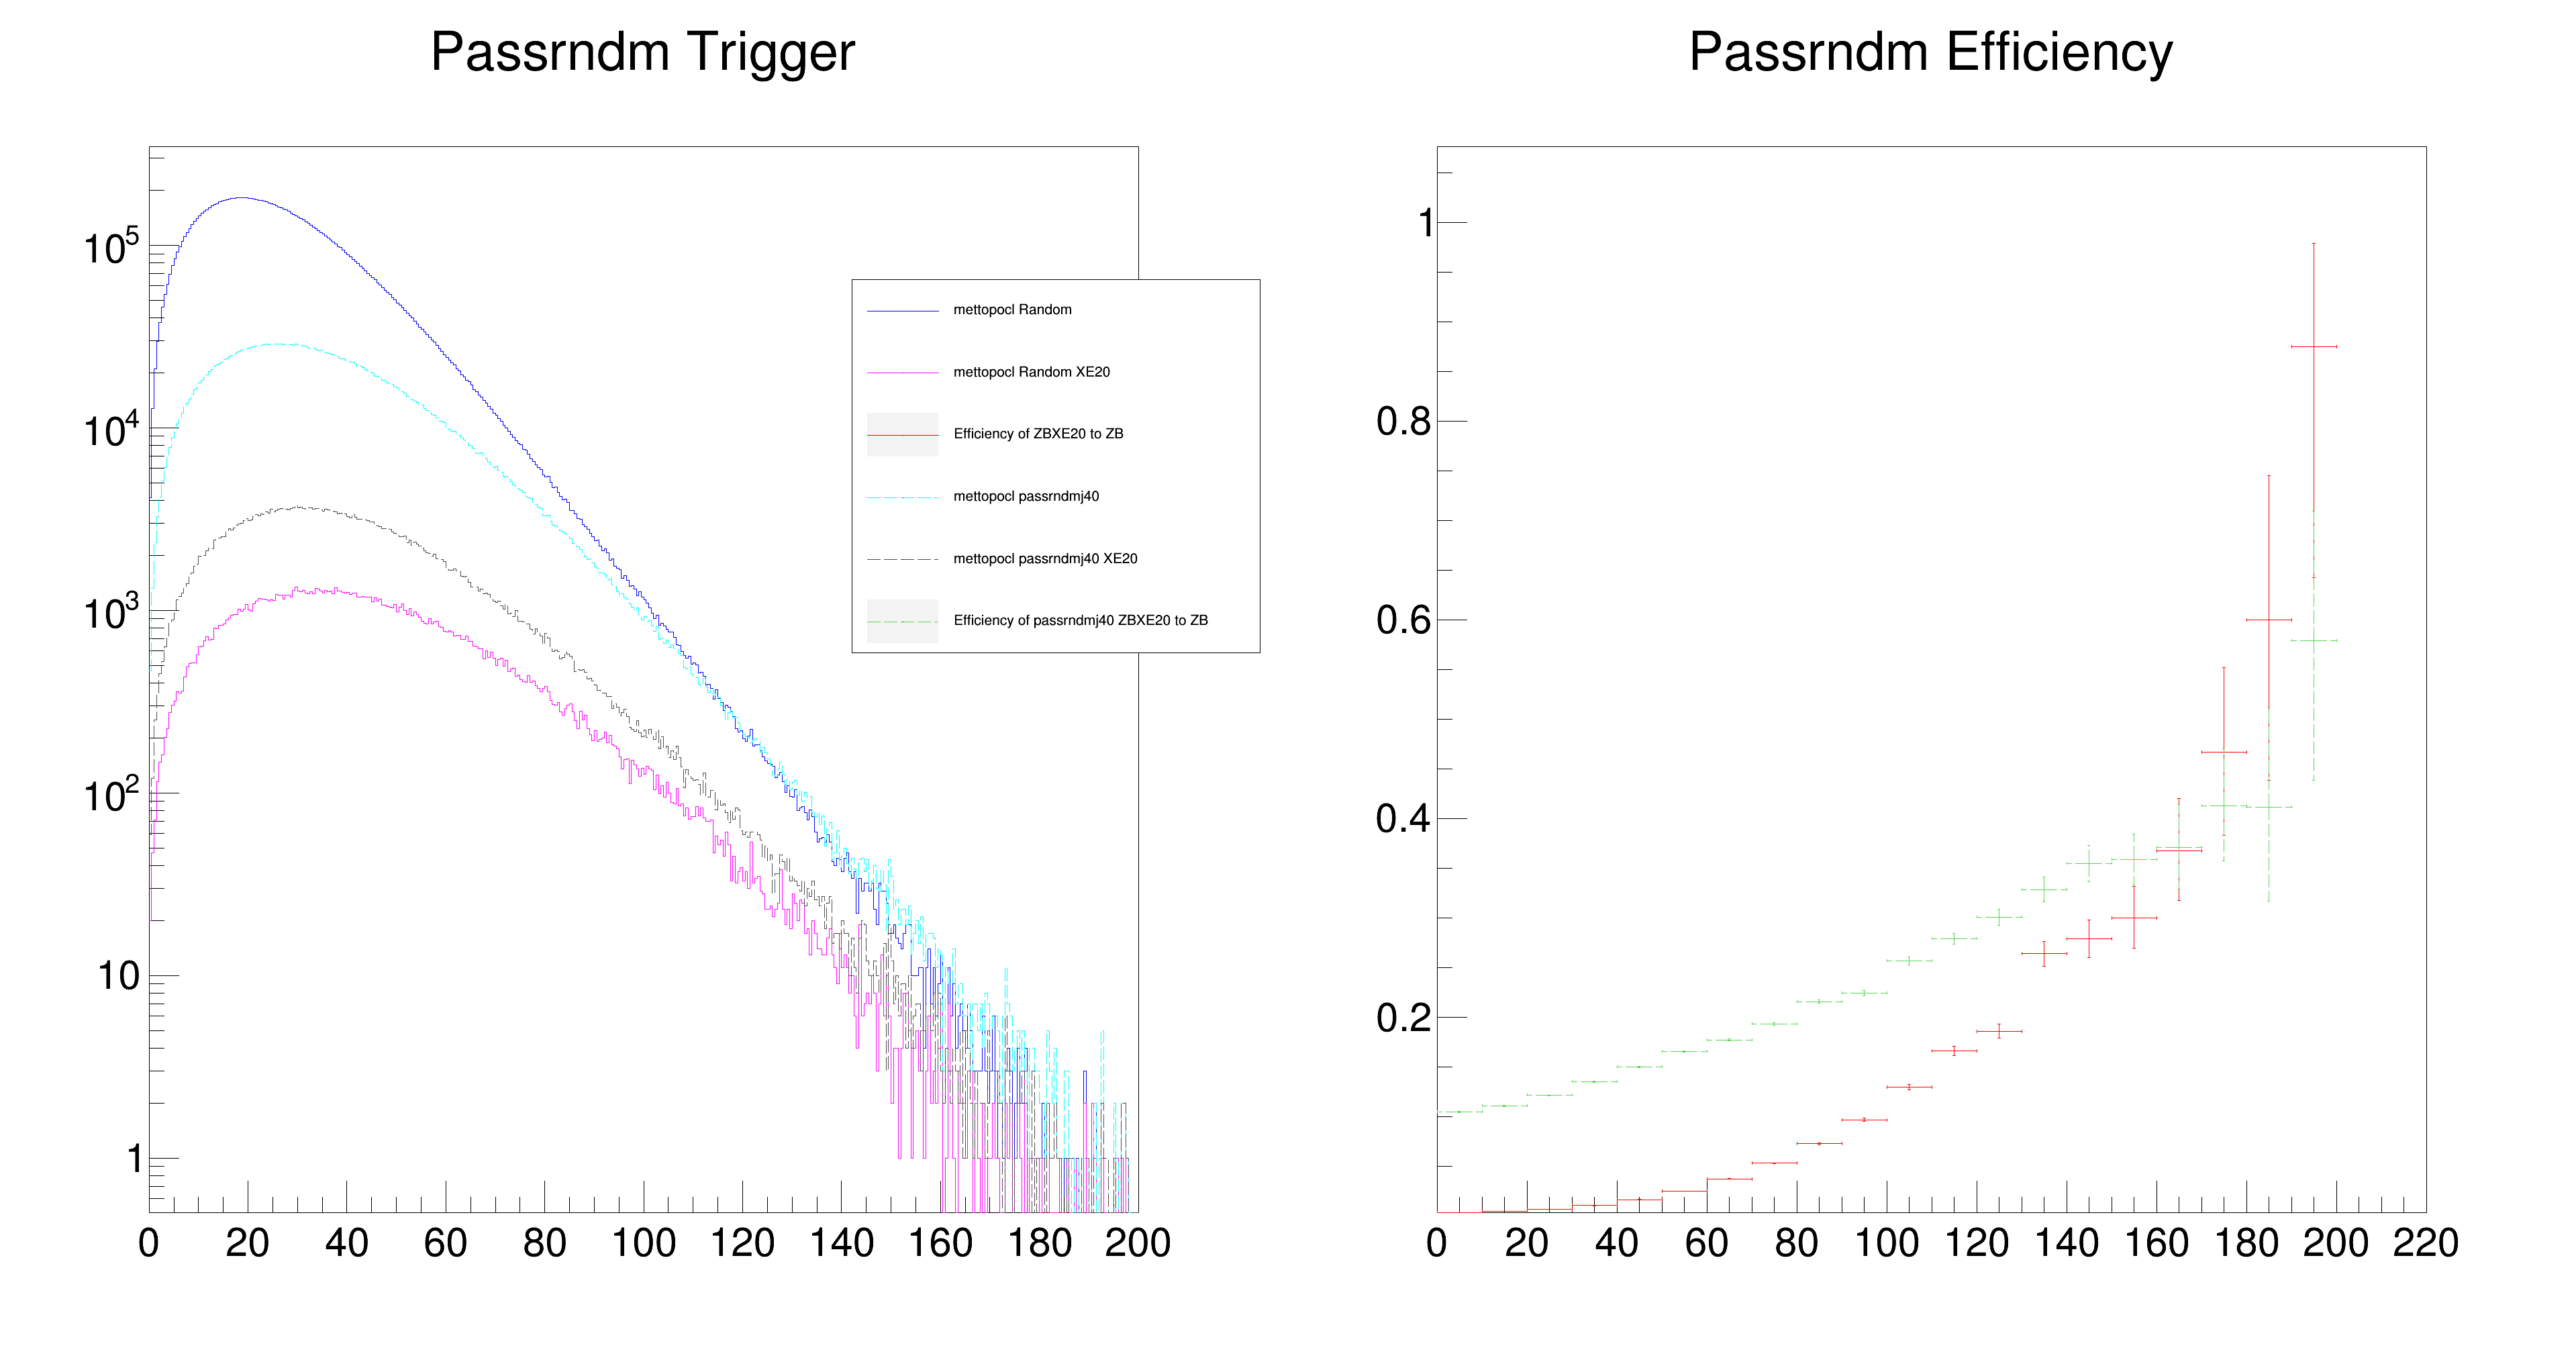 Passrndm Trigger
10^5
10^4
10^3
10^2
10
1
0 20 40 60 80 100 120 140 160 180 200
mettopocl Random
mettopocl Random XE20
Efficiency of ZBXE20 to ZB
mettopocl passrndmj40
mettopocl passrndmj40 XE20
Efficiency of passrndmj40 ZBXE20 to ZB
Passrndm Efficiency
1
0.8
0.6
0.4
0.2
0 20 40 60 80 100 120 140 160 180 200 220